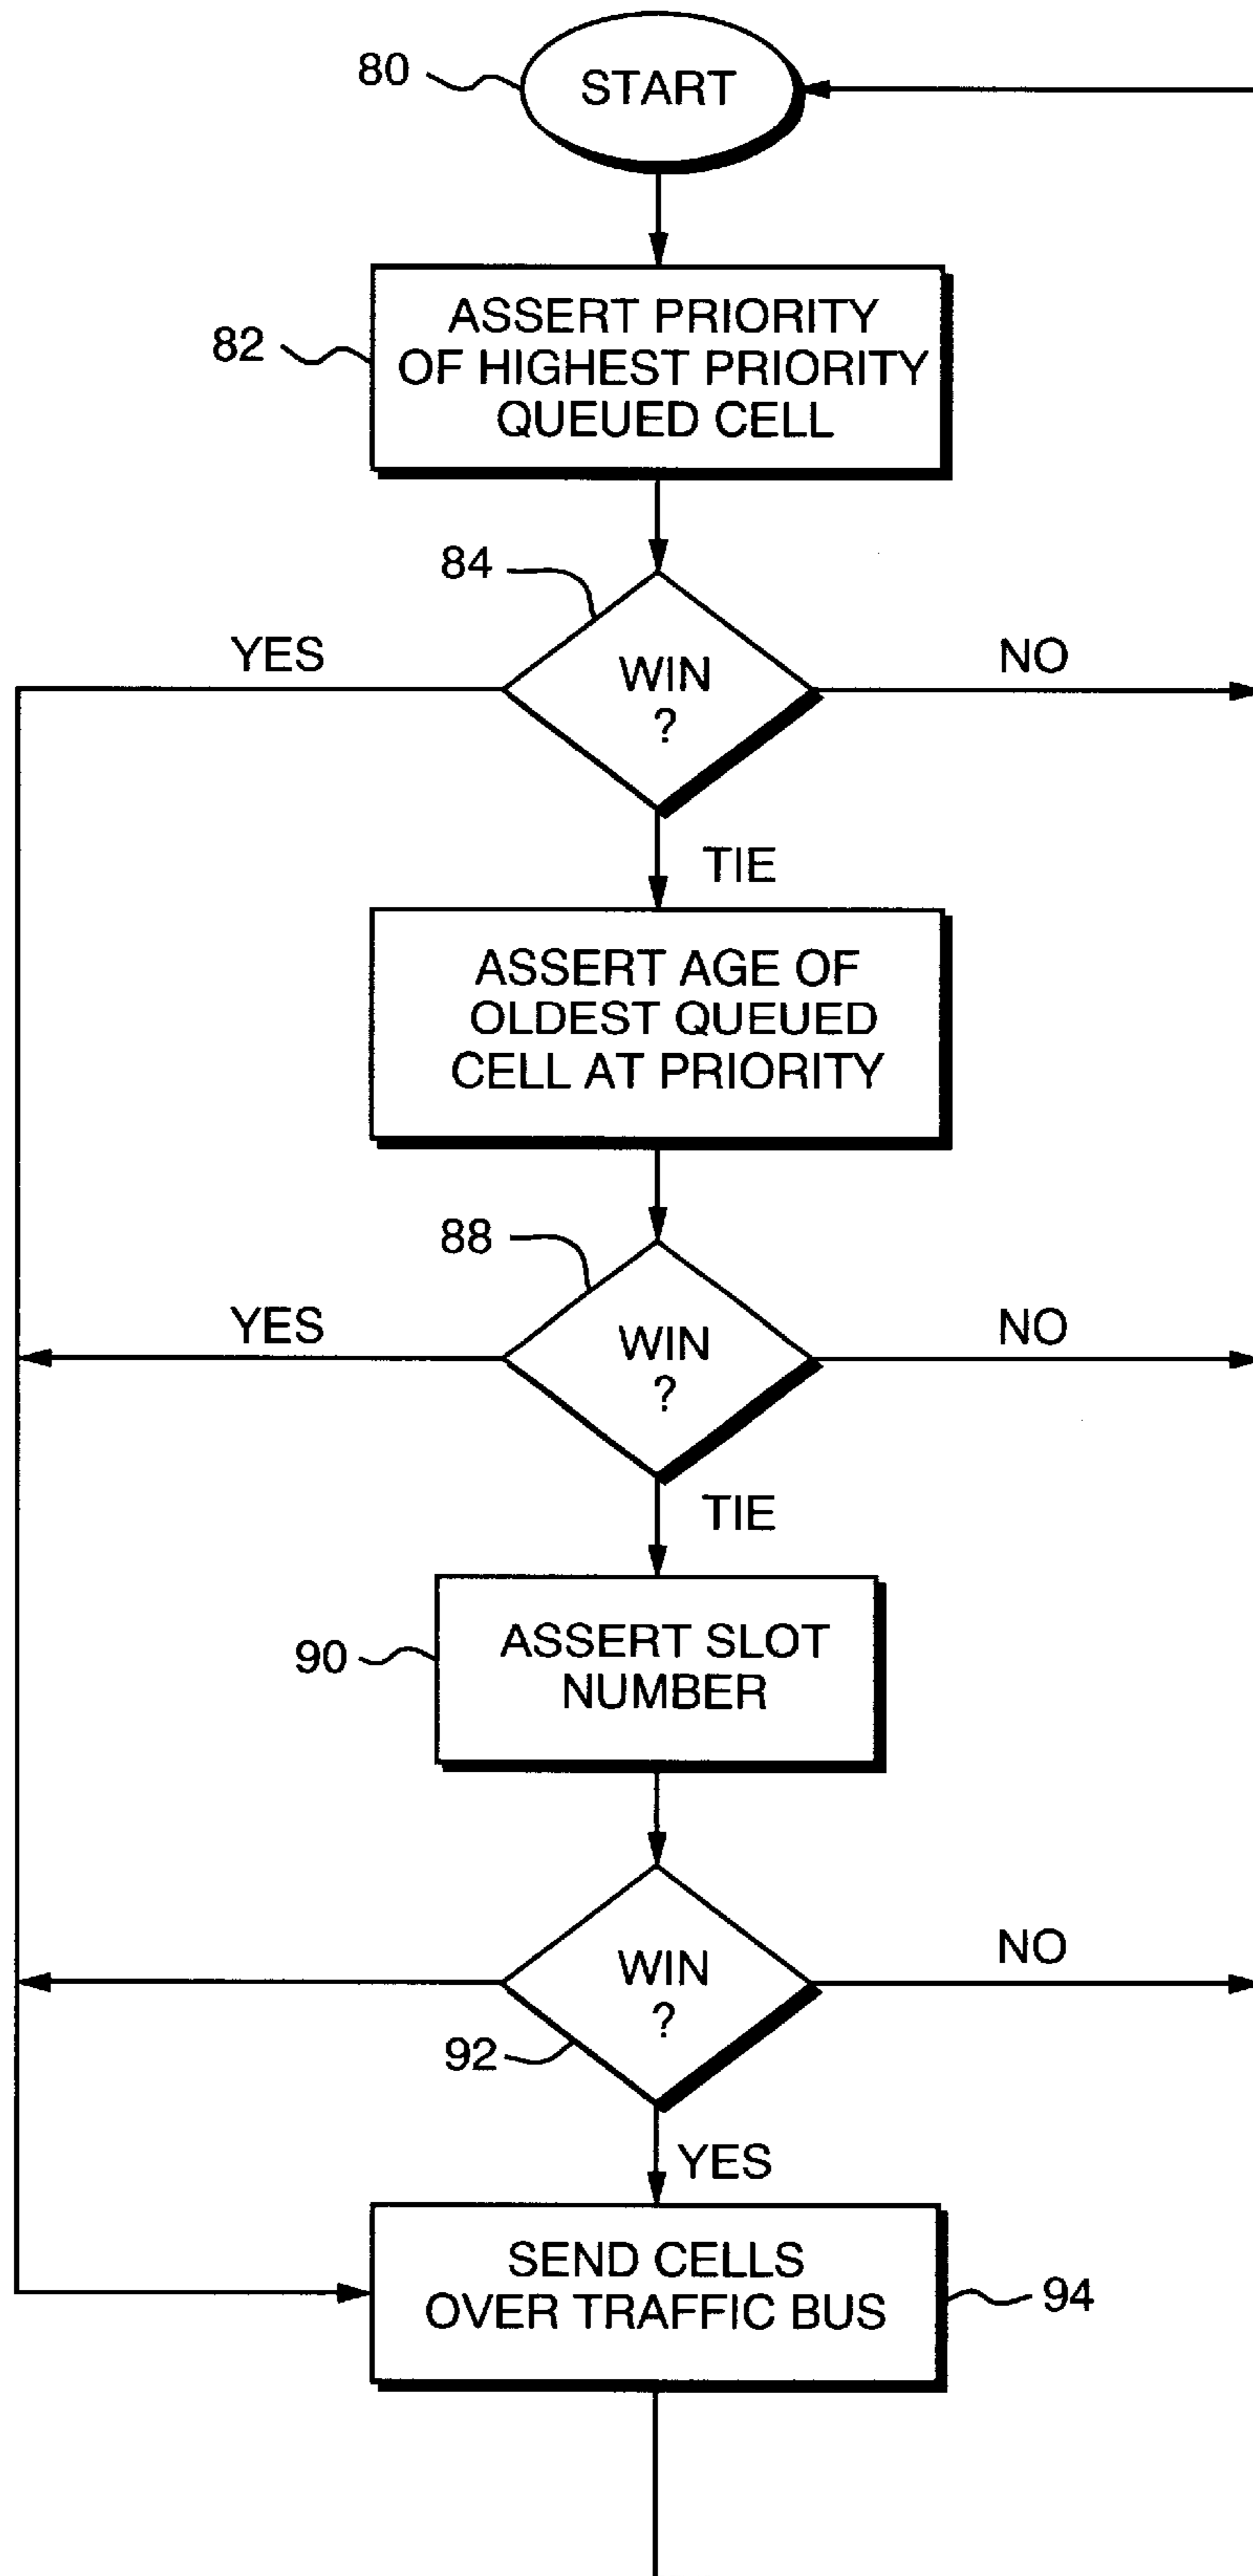 80
START
82
ASSERT PRIORITY
OF HIGHEST PRIORITY
QUEUED CELL
84
YES
WIN
?
NO
TIE
ASSERT AGE OF
OLDEST QUEUED
CELL AT PRIORITY
88
YES
WIN
?
NO
TIE
90
ASSERT SLOT
NUMBER
WIN
?
NO
92
YES
SEND CELLS
OVER TRAFFIC BUS
94